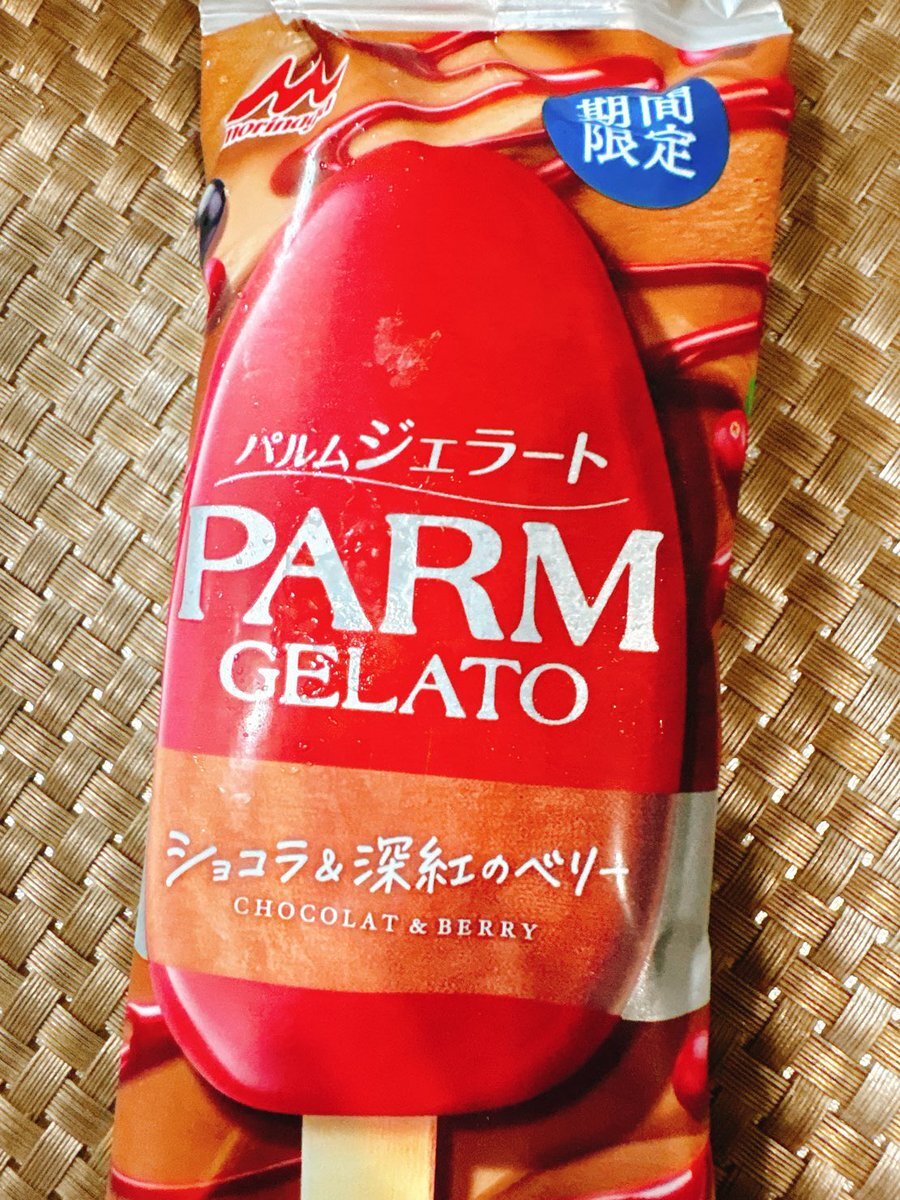 morinaga
期間
限定
パルムジェラート
PARM
GELATO
ショコラ&深紅のベリー
CHOCOLAT & BERRY